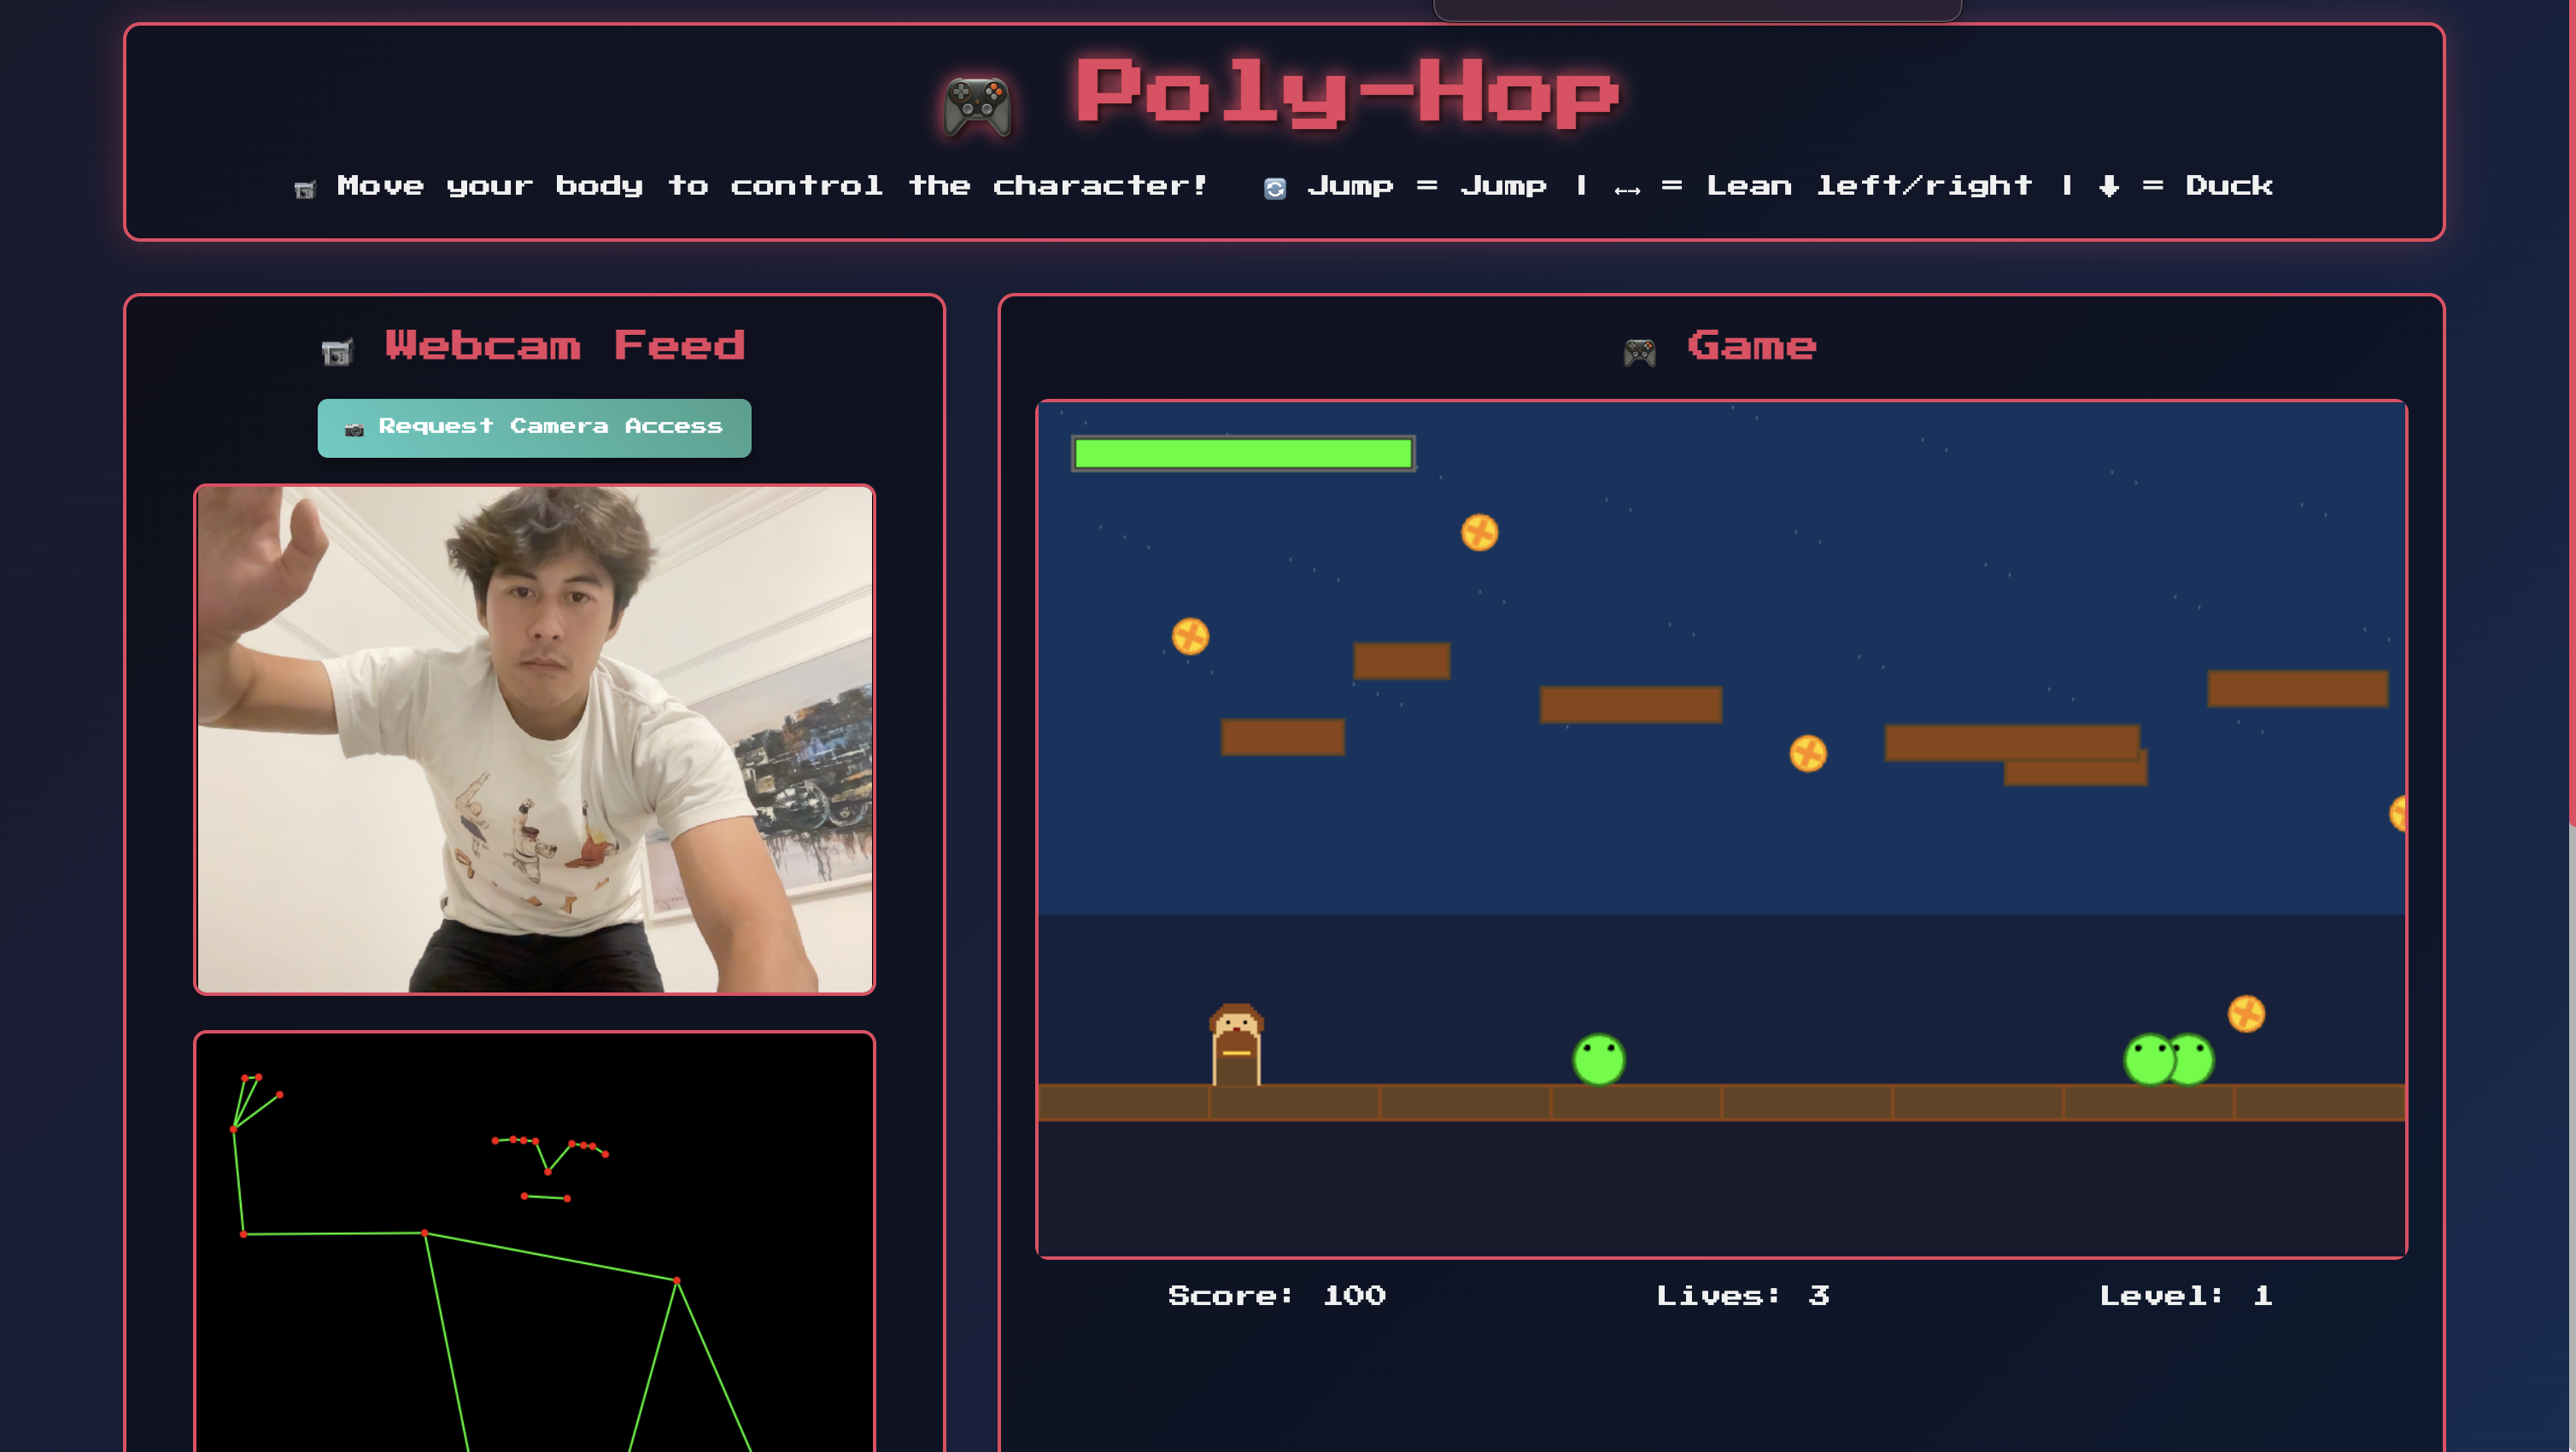 Poly-Hop
Move your body to control the character! Jump = Jump | ←→ = Lean left/right | ⬇ = Duck
Webcam Feed
Request Camera Access
Game
Score: 100
Lives: 3
Level: 1